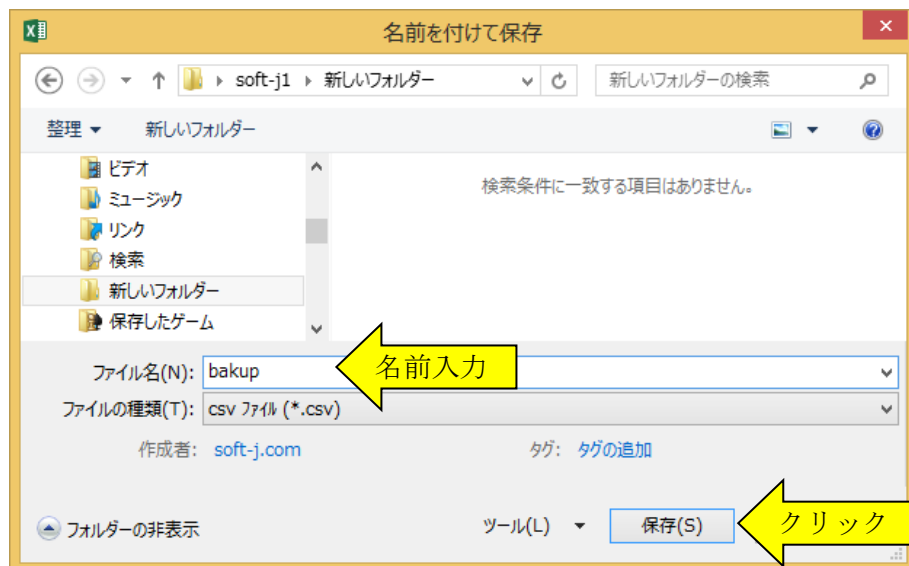 名前を付けて保存
soft-j1 新しいフォルダー 新しいフォルダーの検索
整理 新しいフォルダー
ビデオ
検索条件に一致する項目はありません。
ミュージック
リンク
検索
新しいフォルダー
保存したゲーム
ファイル名(N): bakup 名前入力
ファイルの種類(T): csv ﾌｧｲﾙ (*.csv)
作成者: soft-j.com タグ: タグの追加
フォルダーの非表示 ツール(L) 保存(S) クリック